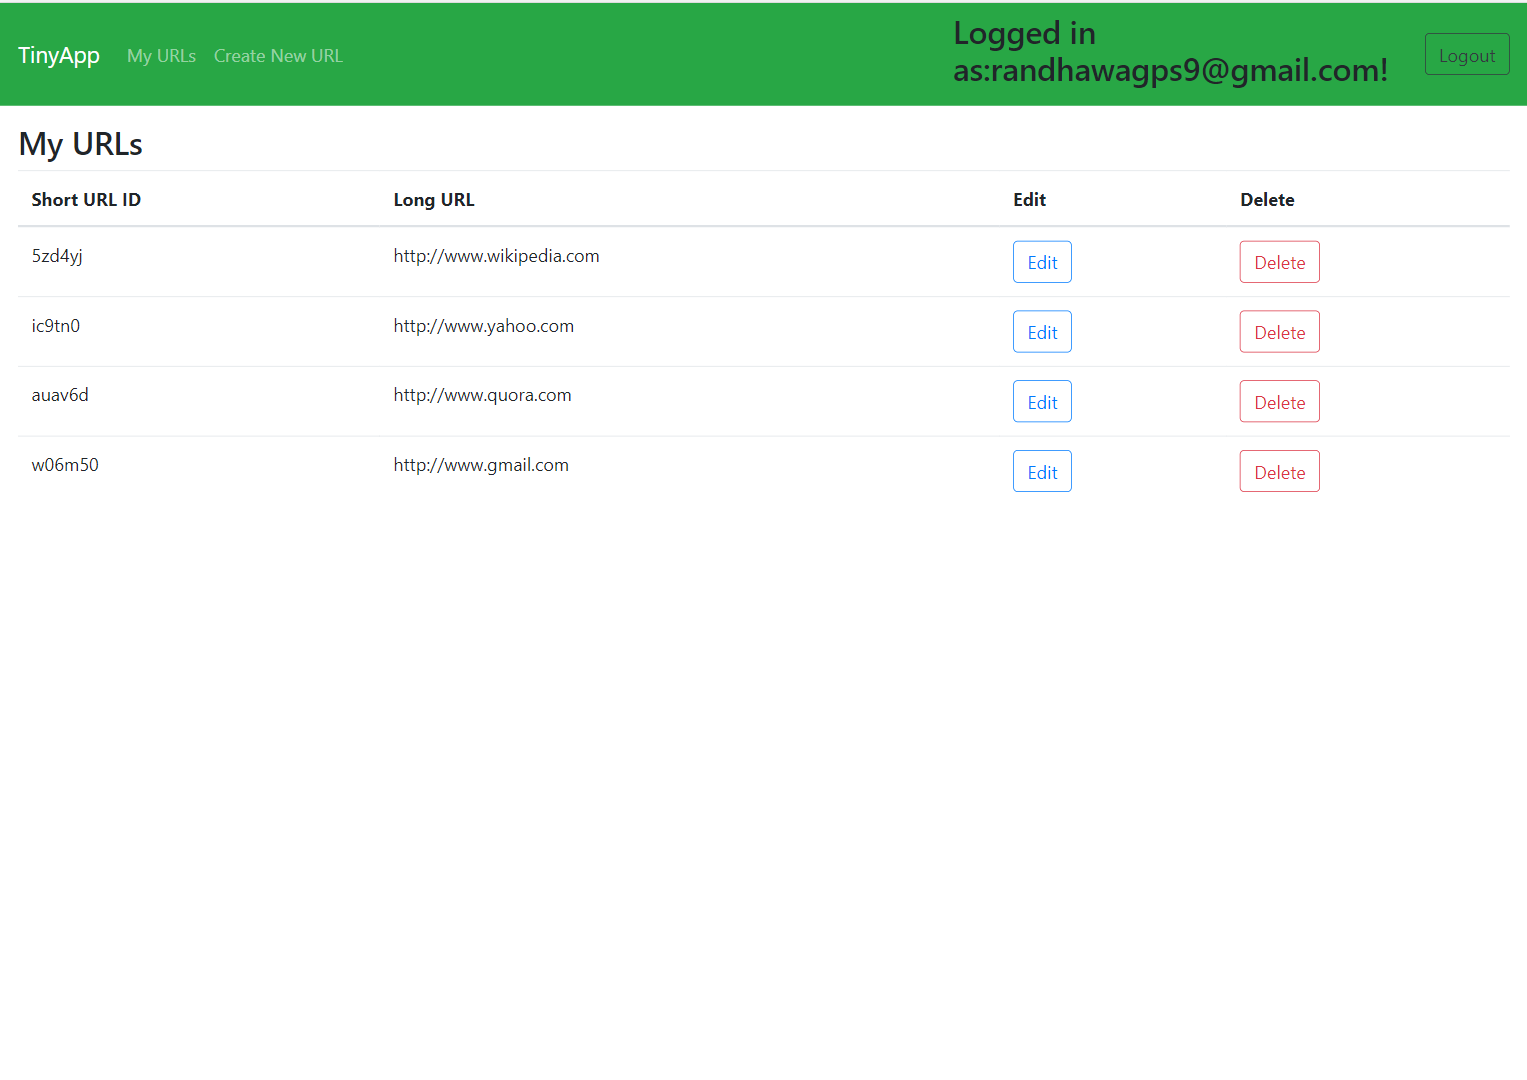 TinyApp My URLs Create New URL
Logged in
as:randhawagps9@gmail.com!
Logout
My URLs
Short URL ID Long URL Edit Delete
5zd4yj http://www.wikipedia.com Edit Delete
ic9tn0 http://www.yahoo.com Edit Delete
auav6d http://www.quora.com Edit Delete
w06m50 http://www.gmail.com Edit Delete